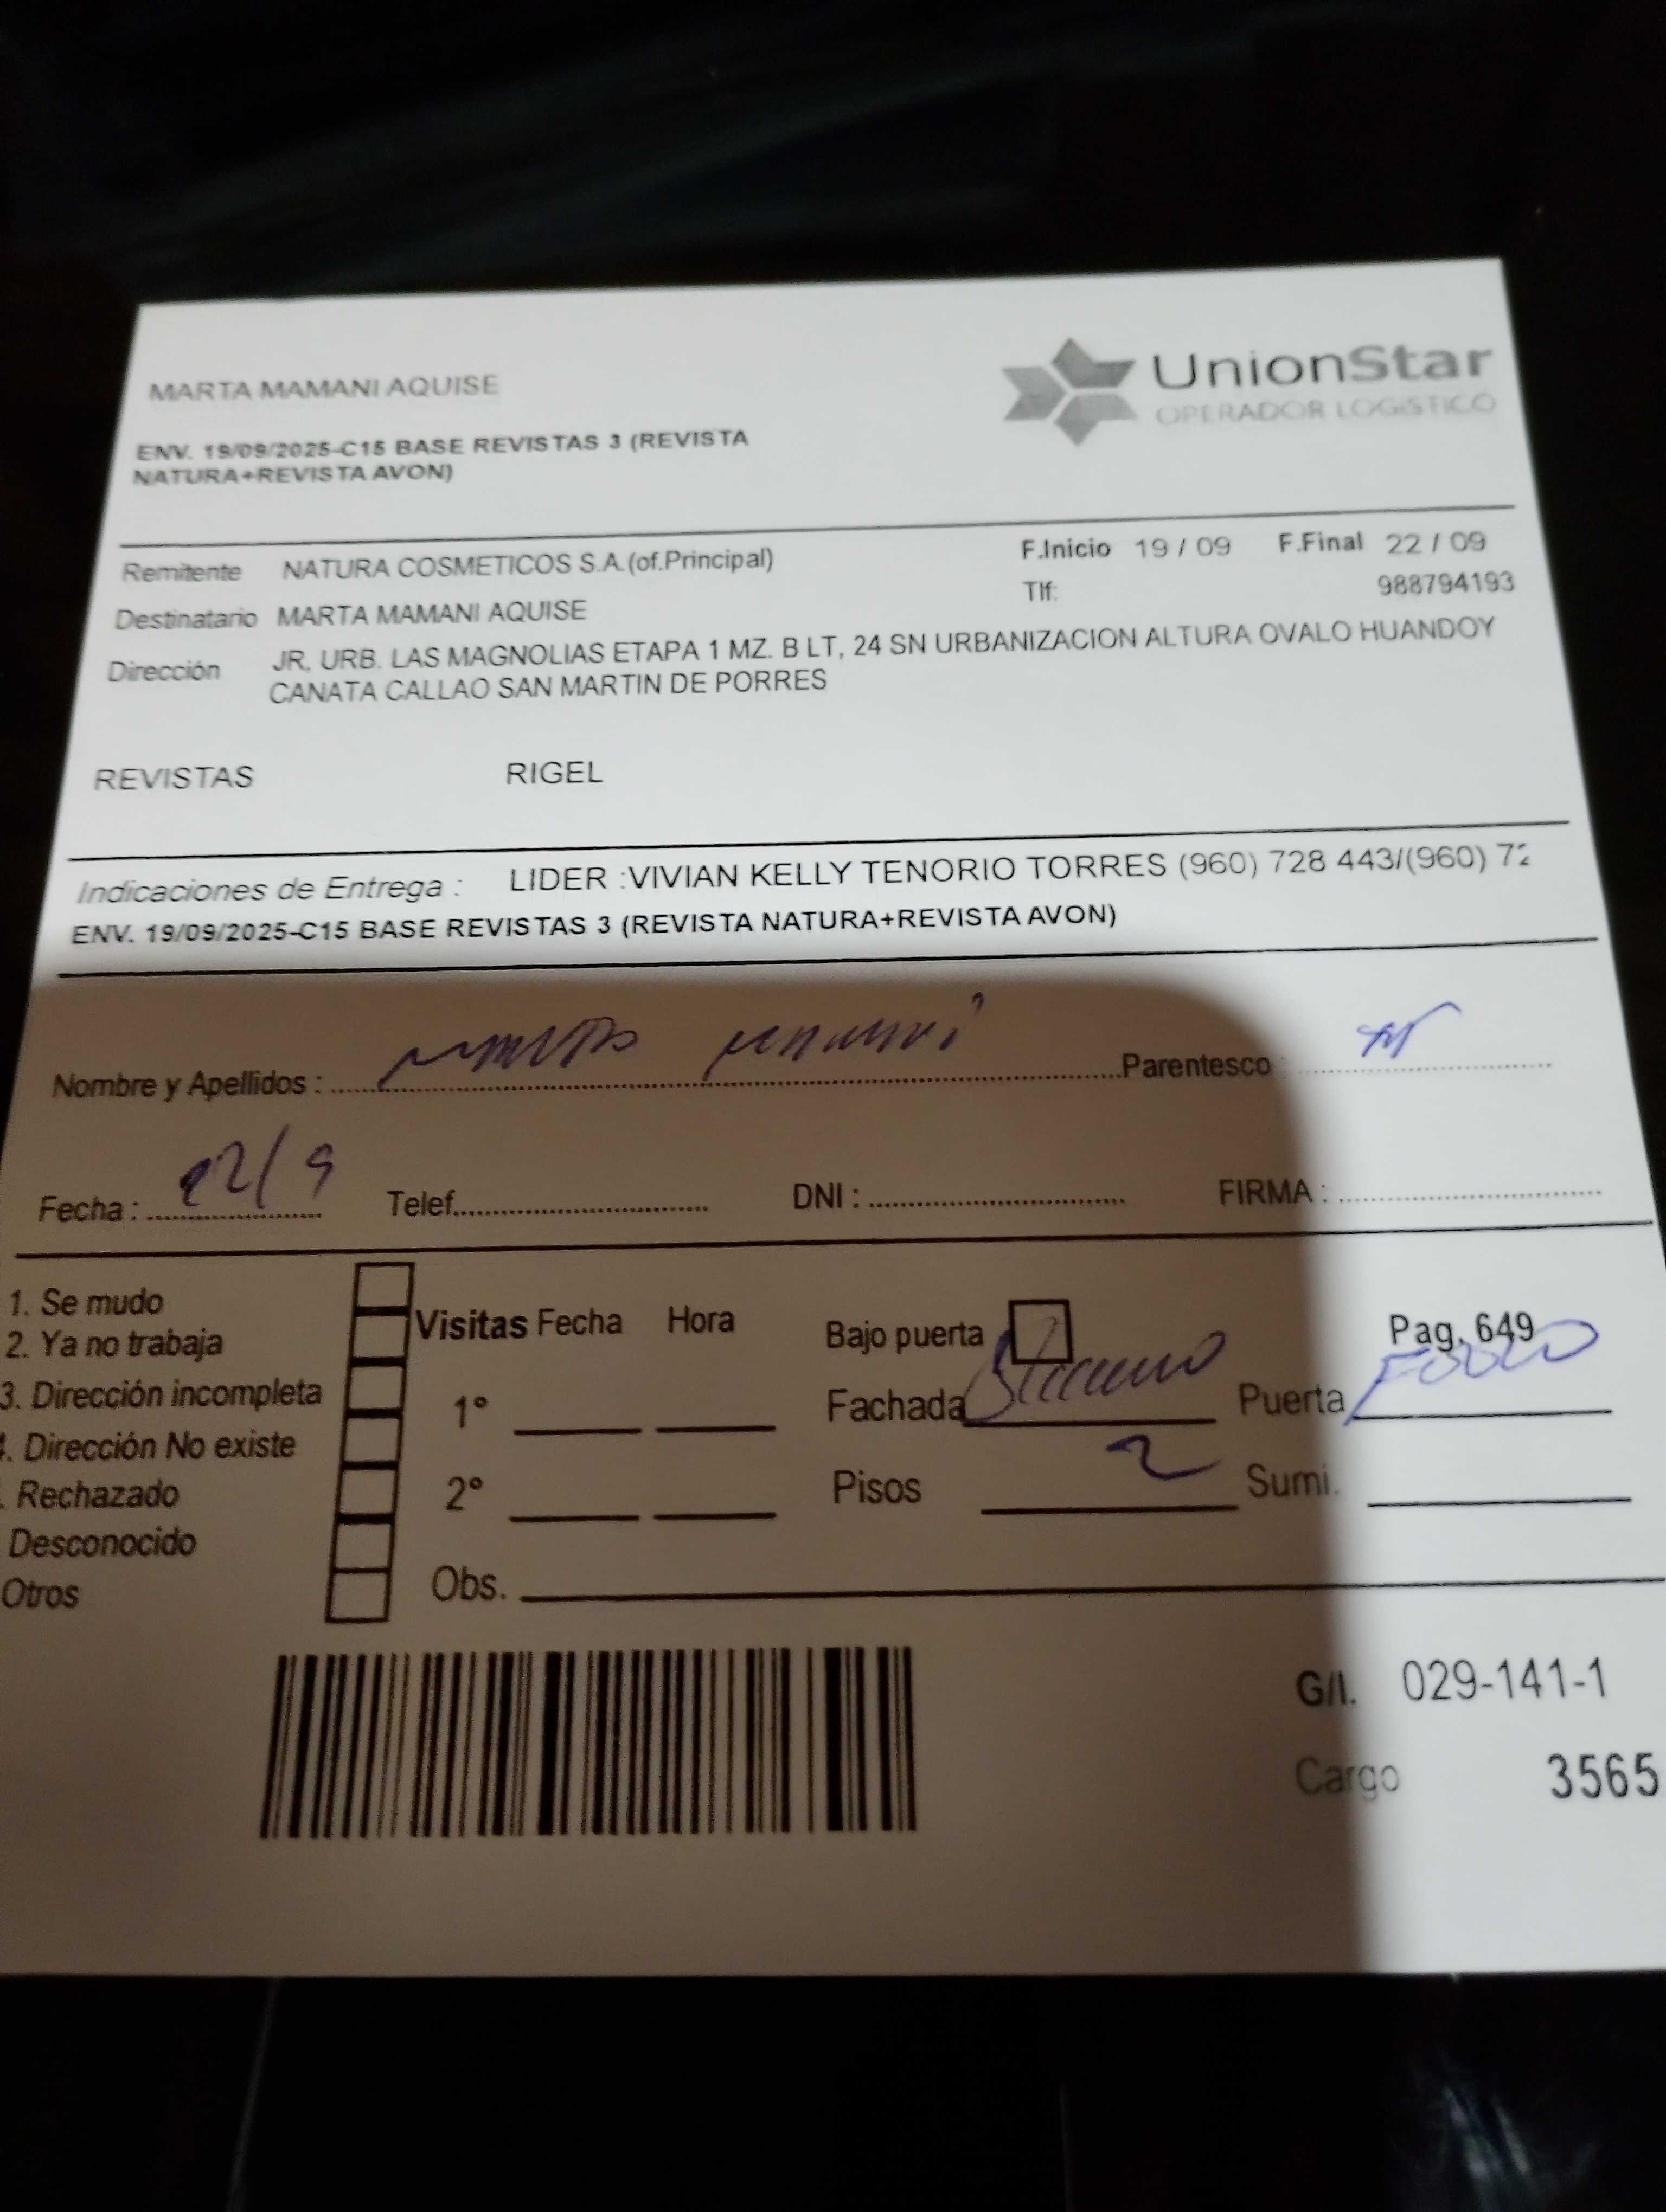 MARTA MAMANI AQUISE
UnionStar
OPERADOR LOGÍSTICO
ENV. 19/09/2025-C15 BASE REVISTAS 3 (REVISTA
NATURA+REVISTA AVON)
Remitente NATURA COSMETICOS S.A.(of.Principal) F.Inicio 19 / 09 F.Final 22 / 09
Destinatario MARTA MAMANI AQUISE Tlf: 988794193
Dirección JR. URB. LAS MAGNOLIAS ETAPA 1 MZ. B LT, 24 SN URBANIZACION ALTURA OVALO HUANDOY
CANATA CALLAO SAN MARTIN DE PORRES
REVISTAS RIGEL
Indicaciones de Entrega : LIDER :VIVIAN KELLY TENORIO TORRES (960) 728 443/(960) 72
ENV. 19/09/2025-C15 BASE REVISTAS 3 (REVISTA NATURA+REVISTA AVON)
Nombre y Apellidos : Marta Mamani Parentesco :
Fecha : 22/9 Telef. DNI : FIRMA :
1. Se mudo
2. Ya no trabaja
3. Dirección incompleta
. Dirección No existe
. Rechazado
Desconocido
Otros
Visitas Fecha Hora
1°
2°
Obs.
Bajo puerta Pag. 649
Fachada Blanco Puerta
Pisos 2 Sumi.
G/I. 029-141-1
Cargo 3565